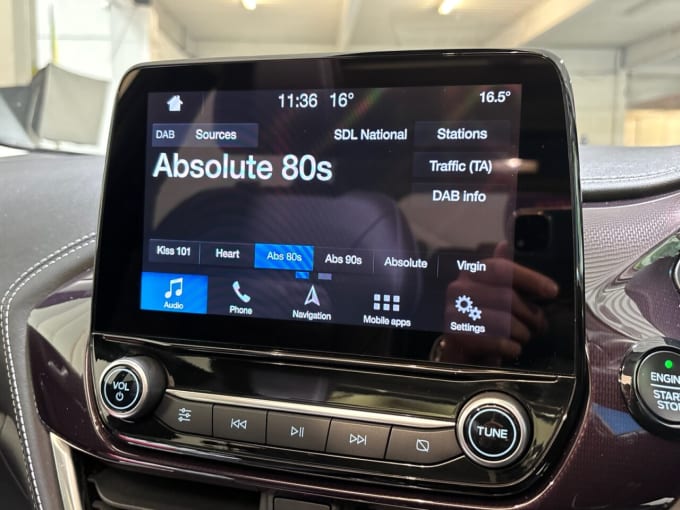 11:36 16° 16.5°
DAB Sources SDL National Stations
Absolute 80s
Traffic (TA)
DAB info
Kiss 101 Heart Abs 80s Abs 90s Absolute Virgin
Audio Phone Navigation Mobile apps Settings
VOL
TUNE
ENGINE
START
STOP